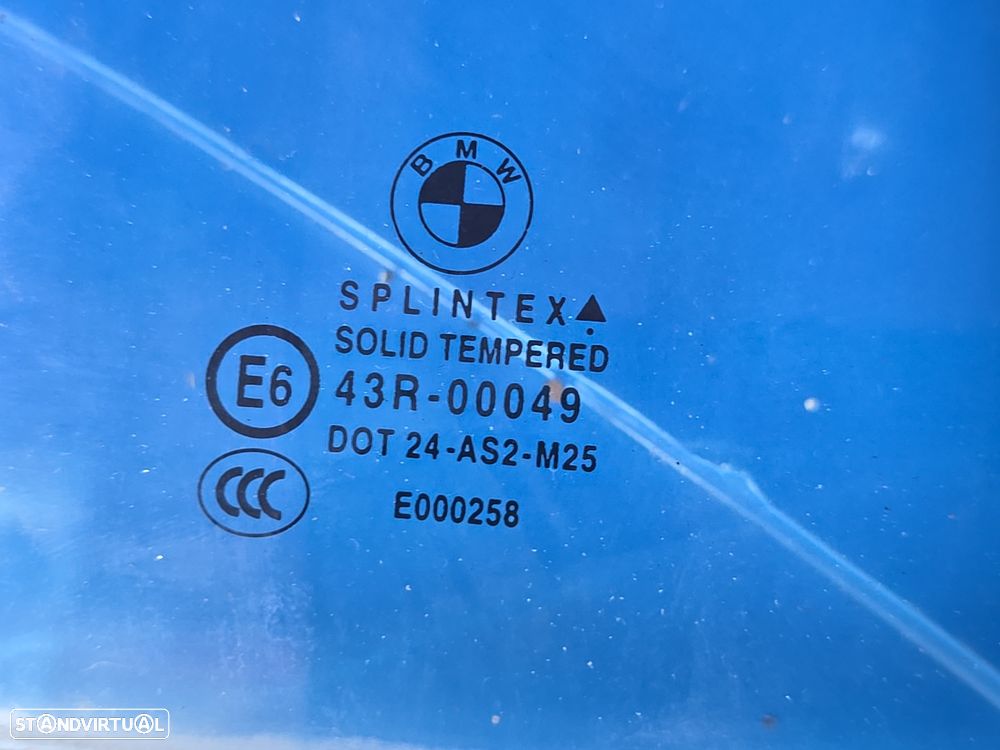 BMW
SPLINTEX
SOLID TEMPERED
E6
43R-00049
DOT 24-AS2-M25
CCC
E000258
STANDVIRTUAL